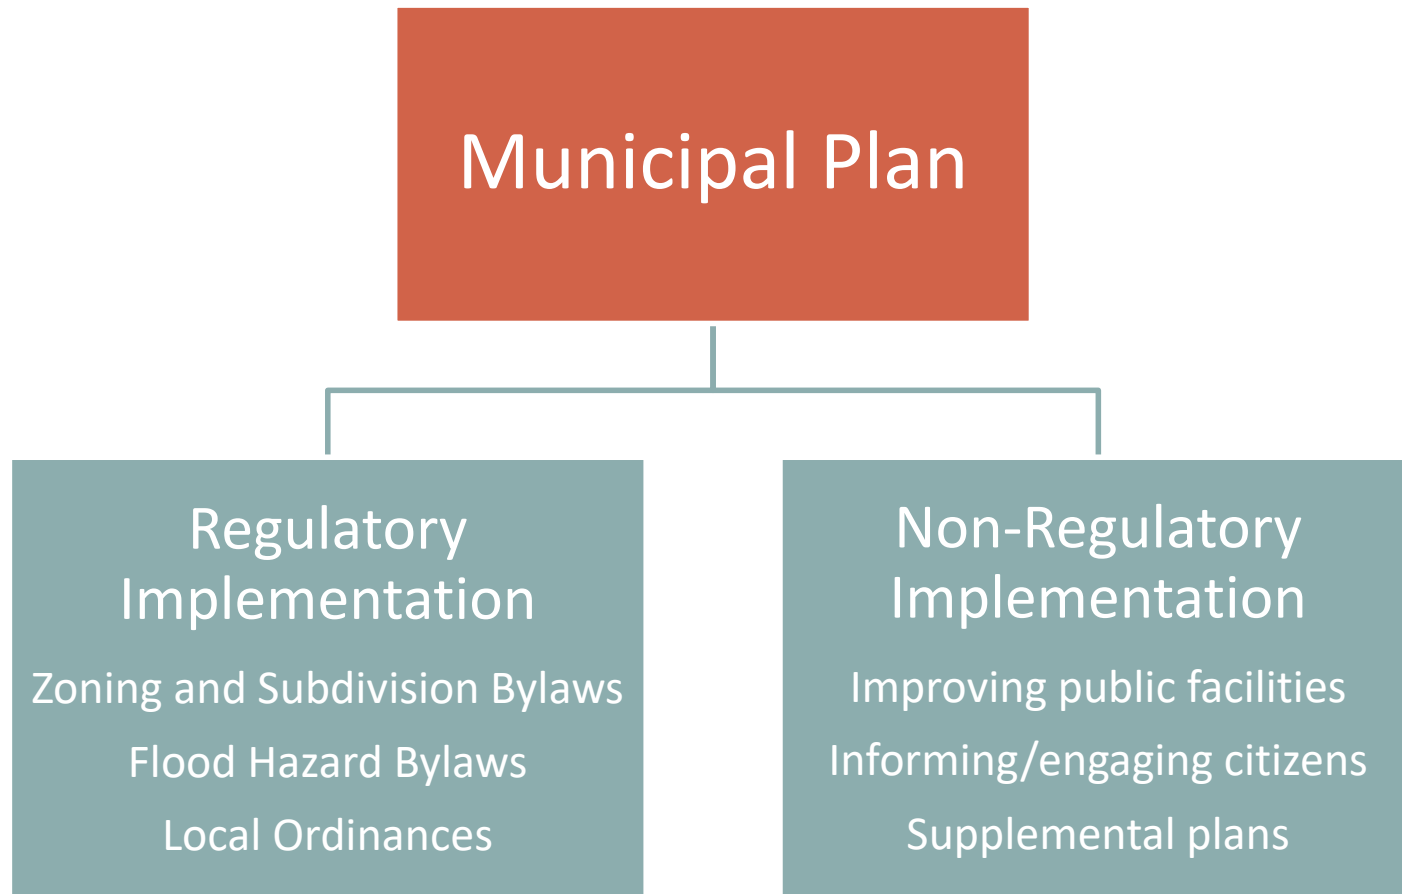 Municipal Plan
Regulatory
Implementation
Zoning and Subdivision Bylaws
Flood Hazard Bylaws
Local Ordinances
Non-Regulatory
Implementation
Improving public facilities
Informing/engaging citizens
Supplemental plans